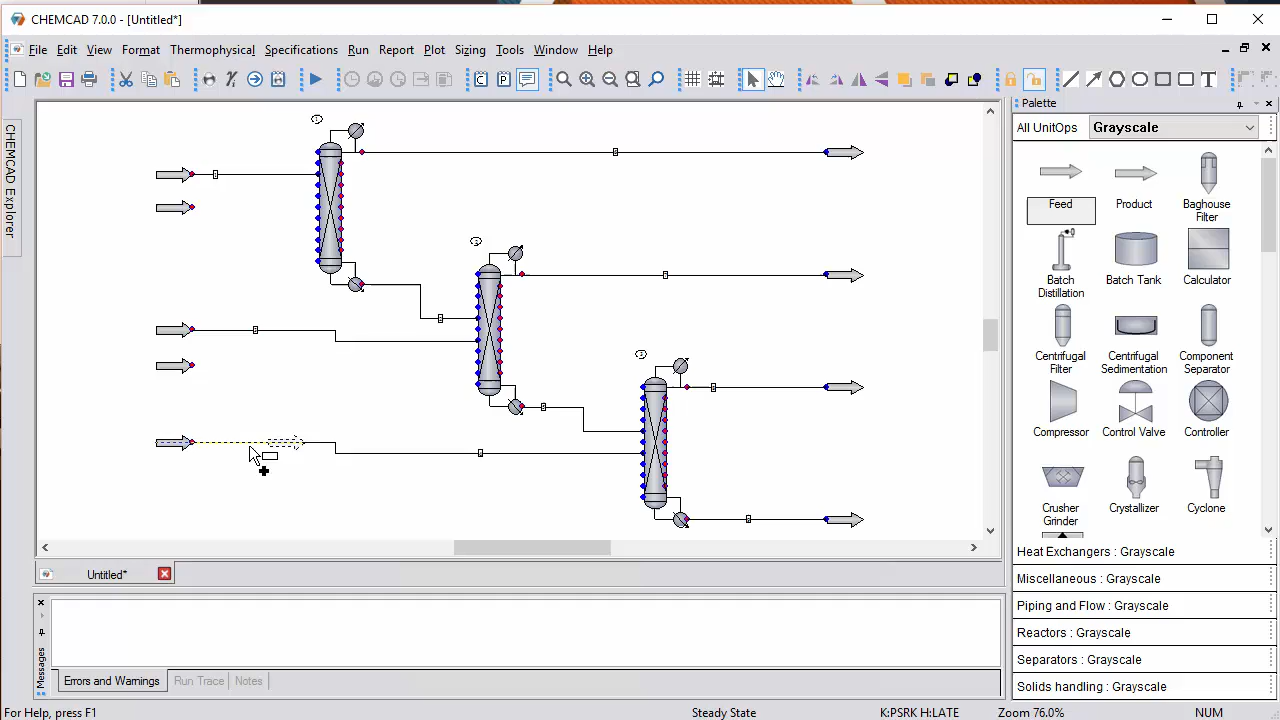 CHEMCAD 7.0.0 - [Untitled*]
File Edit View Format Thermophysical Specifications Run Report Plot Sizing Tools Window Help
CHEMCAD Explorer
Palette
All UnitOps Grayscale
Feed Product Baghouse Filter
Batch Distillation Batch Tank Calculator
Centrifugal Filter Centrifugal Sedimentation Component Separator
Compressor Control Valve Controller
Crusher Grinder Crystallizer Cyclone
Heat Exchangers : Grayscale
Miscellaneous : Grayscale
Piping and Flow : Grayscale
Reactors : Grayscale
Separators : Grayscale
Solids handling : Grayscale
Untitled*
Messages
Errors and Warnings Run Trace Notes
For Help, press F1 Steady State K:PSRK H:LATE Zoom 76.0% NUM